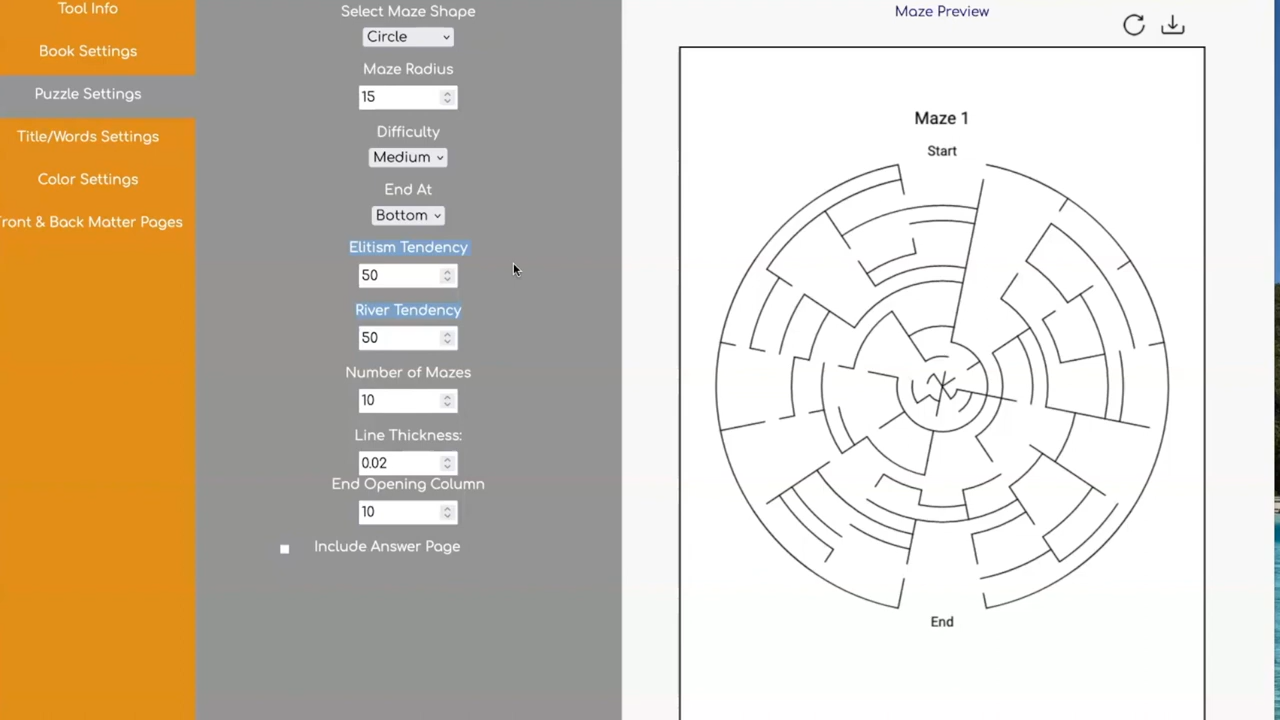 Tool Info
Book Settings
Puzzle Settings
Title/Words Settings
Color Settings
ront & Back Matter Pages
Select Maze Shape
Circle
Maze Radius
15
Difficulty
Medium
End At
Bottom
Elitism Tendency
50
River Tendency
50
Number of Mazes
10
Line Thickness:
0.02
End Opening Column
10
Include Answer Page
Maze Preview
Maze 1
Start
End